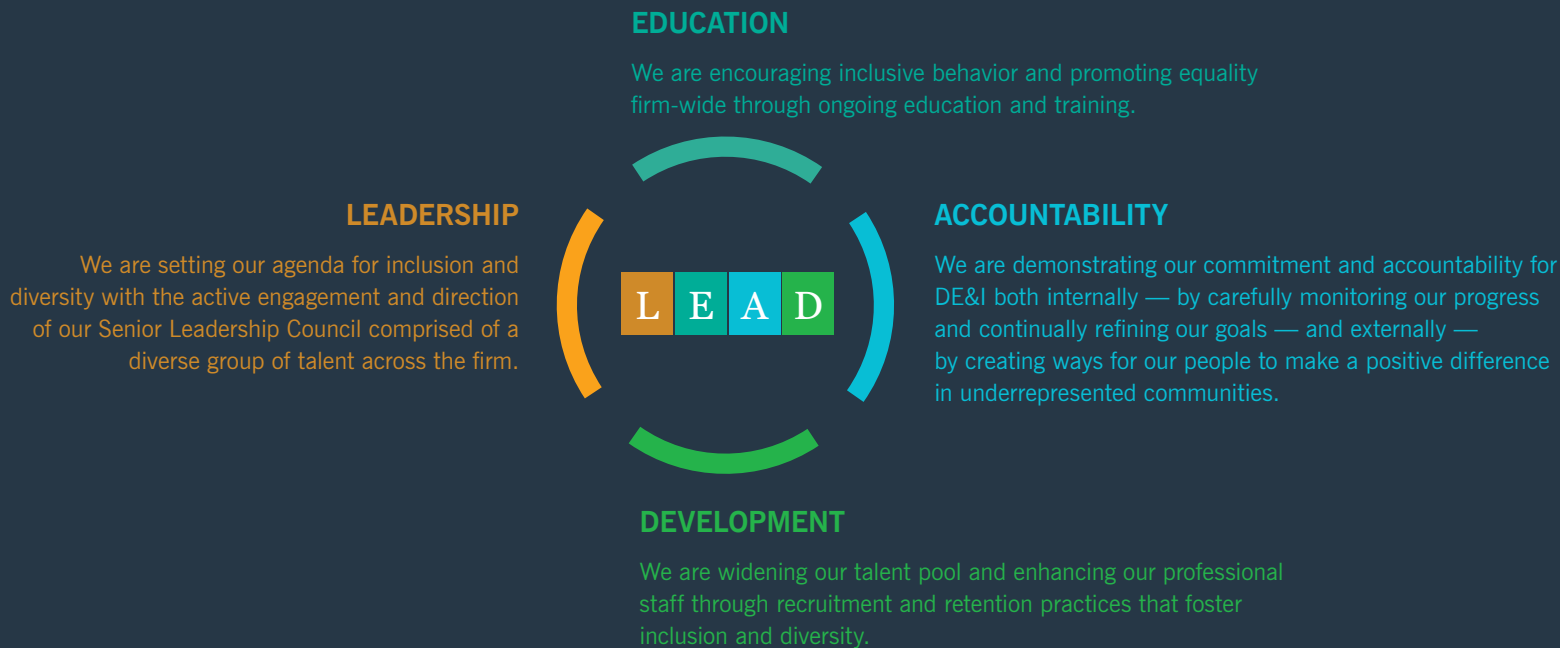 EDUCATION
We are encouraging inclusive behavior and promoting equality
firm-wide through ongoing education and training.
LEADERSHIP
We are setting our agenda for inclusion and
diversity with the active engagement and direction
of our Senior Leadership Council comprised of a
diverse group of talent across the firm.
L E A D
ACCOUNTABILITY
We are demonstrating our commitment and accountability for
DE&I both internally — by carefully monitoring our progress
and continually refining our goals — and externally —
by creating ways for our people to make a positive difference
in underrepresented communities.
DEVELOPMENT
We are widening our talent pool and enhancing our professional
staff through recruitment and retention practices that foster
inclusion and diversity.